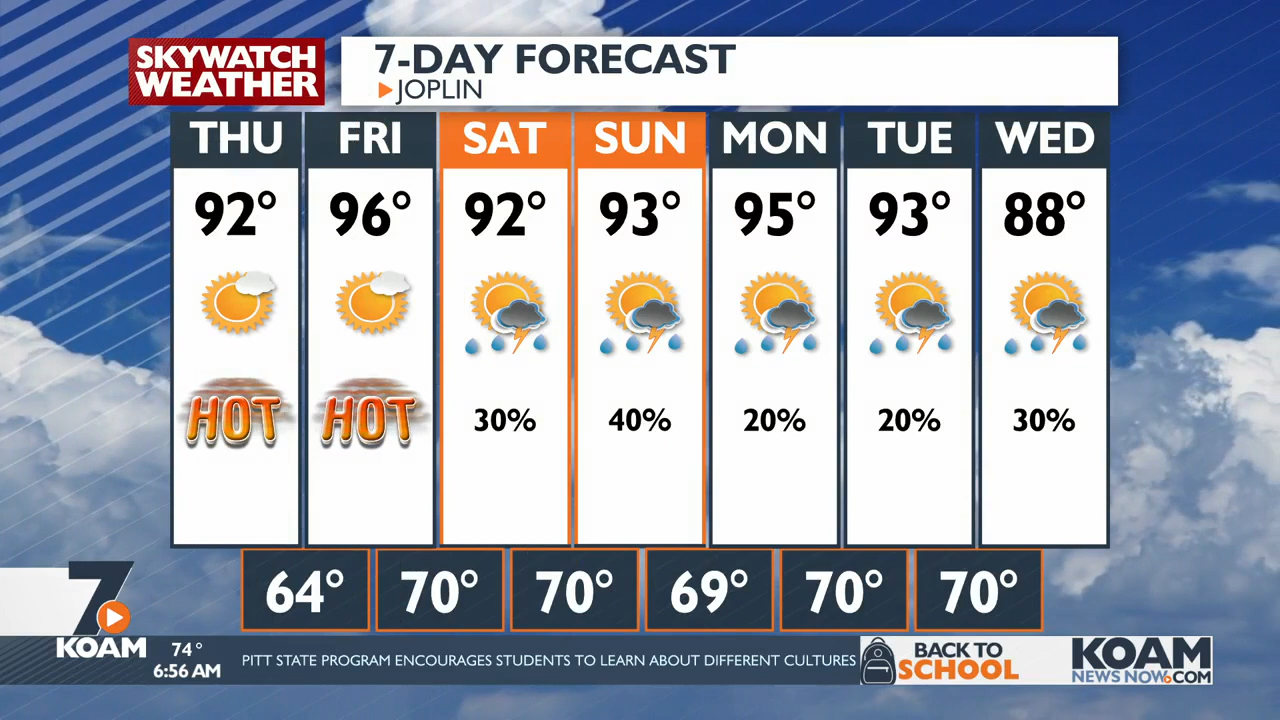 SKYWATCH
WEATHER
7-DAY FORECAST
JOPLIN
THU FRI SAT SUN MON TUE WED
92° 96° 92° 93° 95° 93° 88°
HOT HOT 30% 40% 20% 20% 30%
64° 70° 70° 69° 70° 70°
7
KOAM
74°
6:56 AM
PITT STATE PROGRAM ENCOURAGES STUDENTS TO LEARN ABOUT DIFFERENT CULTURES
BACK TO
SCHOOL
KOAM
NEWS NOW.COM